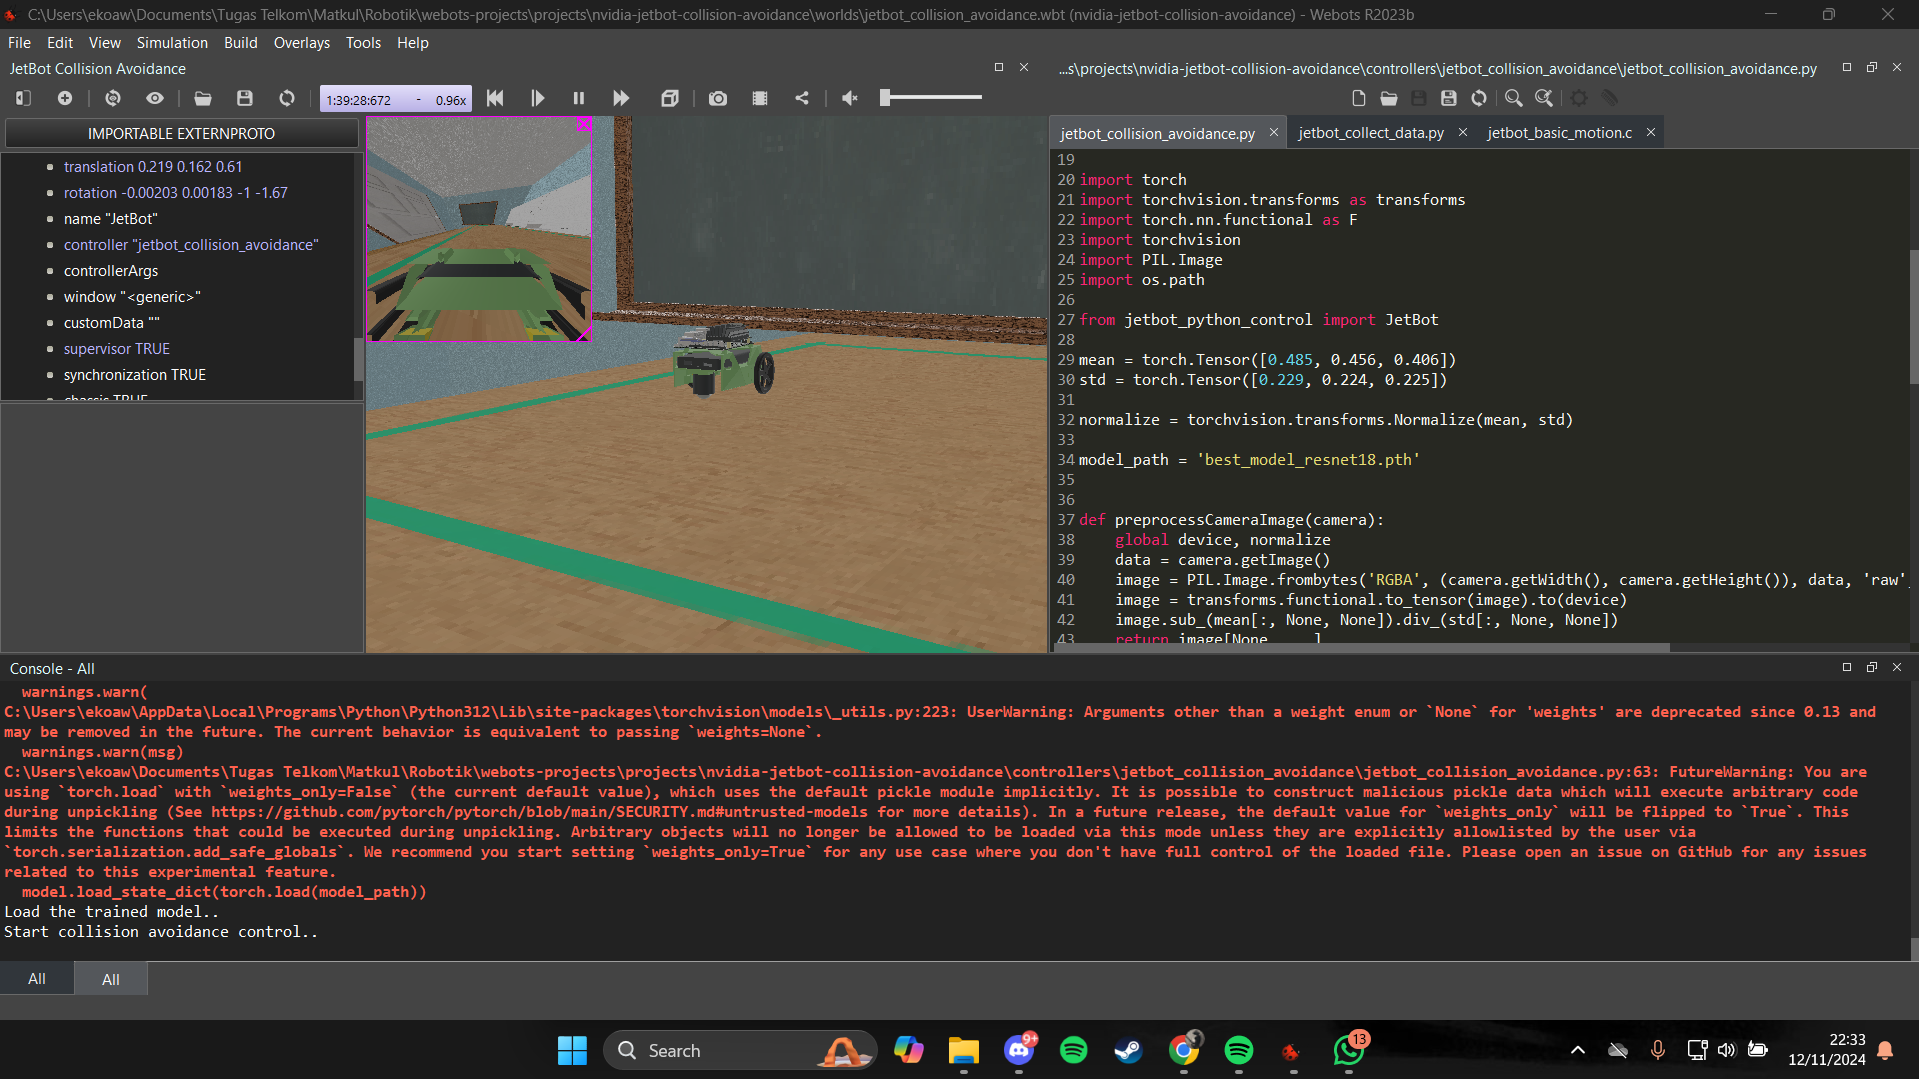 C:\Users\ekoaw\Documents\Tugas Telkom\Matkul\Robotik\webots-projects\projects\nvidia-jetbot-collision-avoidance\worlds\jetbot_collision_avoidance.wbt (nvidia-jetbot-collision-avoidance) - Webots R2023b
File Edit View Simulation Build Overlays Tools Help
JetBot Collision Avoidance
1:39:28:672 - 0.96x
IMPORTABLE EXTERNPROTO
translation 0.219 0.162 0.61
rotation -0.00203 0.00183 -1 -1.67
name "JetBot"
controller "jetbot_collision_avoidance"
controllerArgs
window "<generic>"
customData ""
supervisor TRUE
synchronization TRUE
chassis TRUE
...s\projects\nvidia-jetbot-collision-avoidance\controllers\jetbot_collision_avoidance\jetbot_collision_avoidance.py
jetbot_collision_avoidance.py jetbot_collect_data.py jetbot_basic_motion.c
19
20 import torch
21 import torchvision.transforms as transforms
22 import torch.nn.functional as F
23 import torchvision
24 import PIL.Image
25 import os.path
26
27 from jetbot_python_control import JetBot
28
29 mean = torch.Tensor([0.485, 0.456, 0.406])
30 std = torch.Tensor([0.229, 0.224, 0.225])
31
32 normalize = torchvision.transforms.Normalize(mean, std)
33
34 model_path = 'best_model_resnet18.pth'
35
36
37 def preprocessCameraImage(camera):
38     global device, normalize
39     data = camera.getImage()
40     image = PIL.Image.frombytes('RGBA', (camera.getWidth(), camera.getHeight()), data, 'raw'
41     image = transforms.functional.to_tensor(image).to(device)
42     image.sub_(mean[:, None, None]).div_(std[:, None, None])
43     return image[None, ...]
Console - All
warnings.warn(
C:\Users\ekoaw\AppData\Local\Programs\Python\Python312\Lib\site-packages\torchvision\models\_utils.py:223: UserWarning: Arguments other than a weight enum or `None` for 'weights' are deprecated since 0.13 and
may be removed in the future. The current behavior is equivalent to passing `weights=None`.
warnings.warn(msg)
C:\Users\ekoaw\Documents\Tugas Telkom\Matkul\Robotik\webots-projects\projects\nvidia-jetbot-collision-avoidance\controllers\jetbot_collision_avoidance\jetbot_collision_avoidance.py:63: FutureWarning: You are
using `torch.load` with `weights_only=False` (the current default value), which uses the default pickle module implicitly. It is possible to construct malicious pickle data which will execute arbitrary code
during unpickling (See https://github.com/pytorch/pytorch/blob/main/SECURITY.md#untrusted-models for more details). In a future release, the default value for `weights_only` will be flipped to `True`. This
limits the functions that could be executed during unpickling. Arbitrary objects will no longer be allowed to be loaded via this mode unless they are explicitly allowlisted by the user via
`torch.serialization.add_safe_globals`. We recommend you start setting `weights_only=True` for any use case where you don't have full control of the loaded file. Please open an issue on GitHub for any issues
related to this experimental feature.
model.load_state_dict(torch.load(model_path))
Load the trained model..
Start collision avoidance control..
All All
Search
9+
13
22:33
12/11/2024